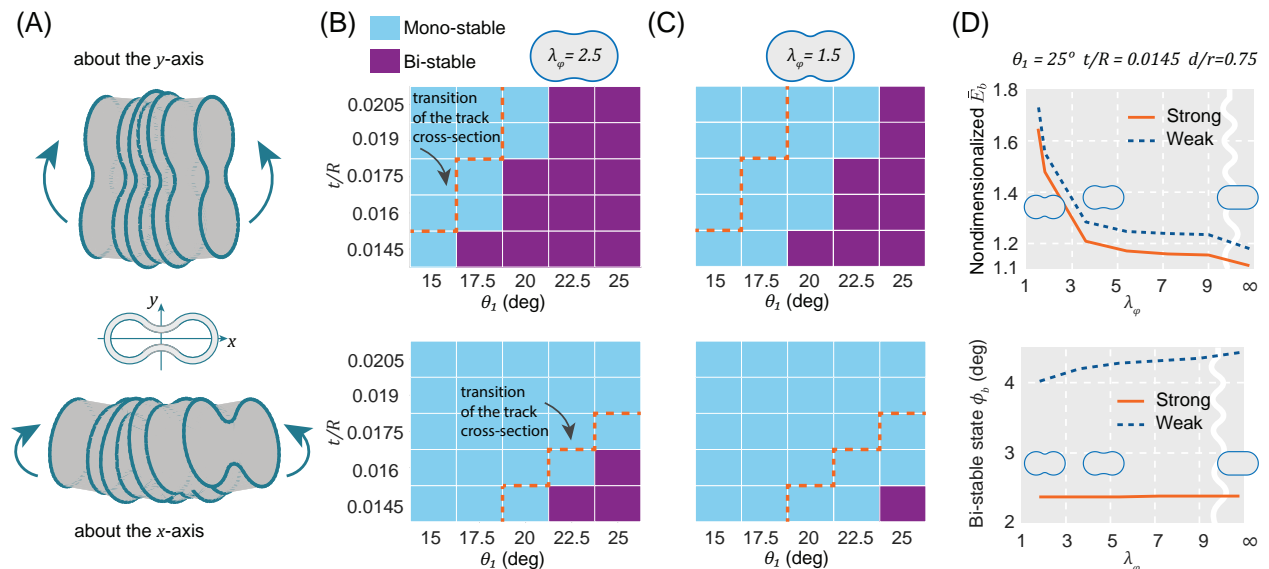 (A)
about the y-axis
y
x
about the x-axis
(B)
Mono-stable
Bi-stable
λφ = 2.5
transition
of the track
cross-section
t/R
0.0205
0.019
0.0175
0.016
0.0145
15 17.5 20 22.5 25
θ1 (deg)
transition
of the track
cross-section
t/R
0.0205
0.019
0.0175
0.016
0.0145
15 17.5 20 22.5 25
θ1 (deg)
(C)
λφ = 1.5
15 17.5 20 22.5 25
θ1 (deg)
15 17.5 20 22.5 25
θ1 (deg)
(D)
θ1 = 25o t/R = 0.0145 d/r=0.75
Nondimensionalized Ēb
1.8
1.6
1.4
1.2
1.1
Strong
Weak
1 3 5 7 9 ∞
λφ
Bi-stable state ϕb (deg)
4
3
2
Strong
Weak
1 3 5 7 9 ∞
λφ